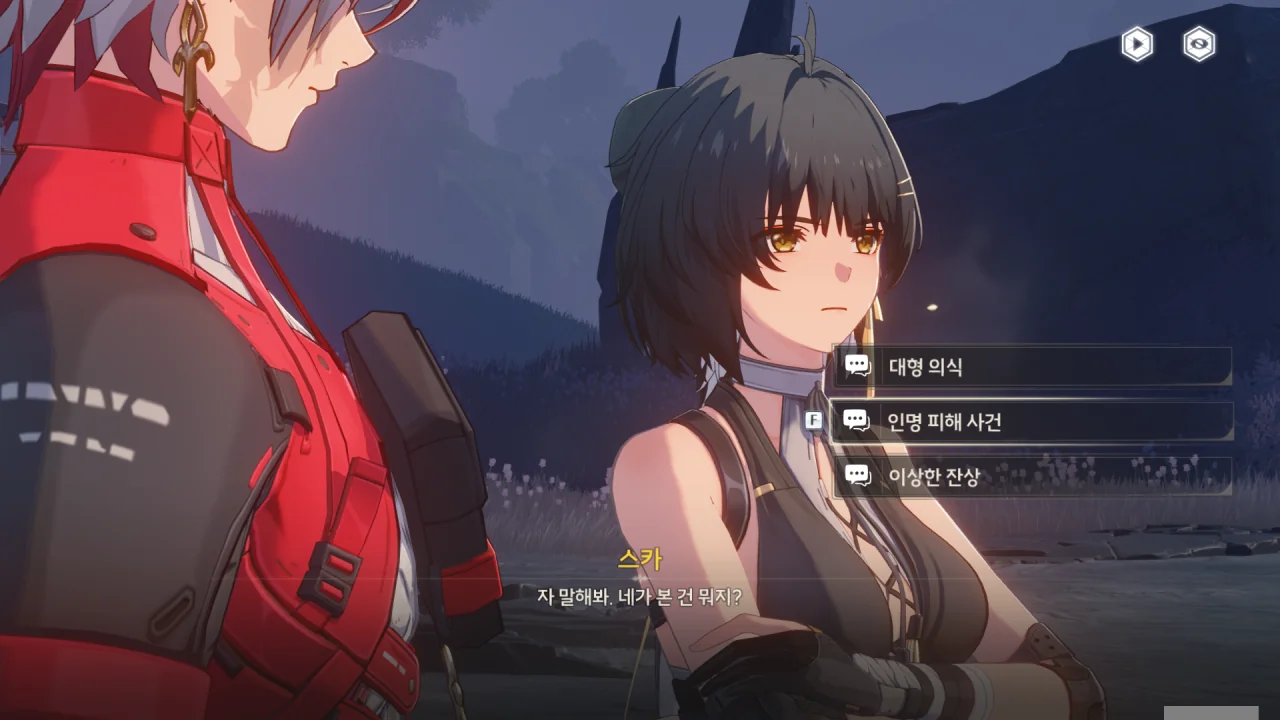 대형 의식
F
인명 피해 사건
이상한 잔상
스카
자 말해봐. 네가 본 건 뭐지?